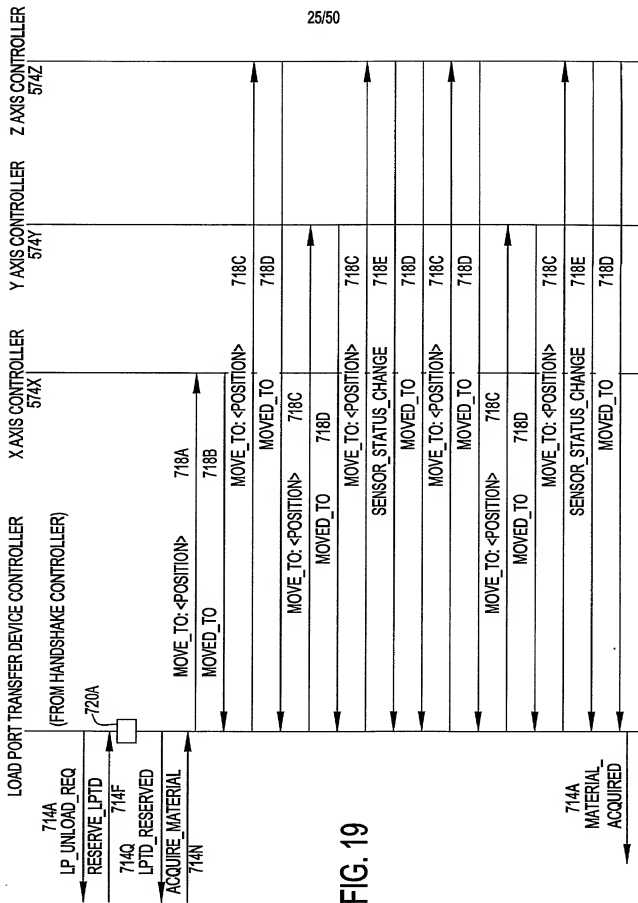 25/50
LOAD PORT TRANSFER DEVICE CONTROLLER
X AXIS CONTROLLER
574X
Y AXIS CONTROLLER
574Y
Z AXIS CONTROLLER
574Z
(FROM HANDSHAKE CONTROLLER)
720A
714A
LP_UNLOAD_REQ
RESERVE_LPTD
714F
714Q
LPTD_RESERVED
ACQUIRE_MATERIAL
714N
MOVE_TO: <POSITION>
718A
MOVED_TO
718B
MOVE_TO: <POSITION>
718C
MOVED_TO
718D
MOVE_TO: <POSITION>
718C
MOVED_TO
718D
MOVE_TO: <POSITION>
718C
SENSOR_STATUS_CHANGE
718E
MOVED_TO
718D
MOVE_TO: <POSITION>
718C
MOVED_TO
718D
MOVE_TO: <POSITION>
718C
MOVED_TO
718D
MOVE_TO: <POSITION>
718C
SENSOR_STATUS_CHANGE
718E
MOVED_TO
718D
714A
MATERIAL_
ACQUIRED
FIG. 19